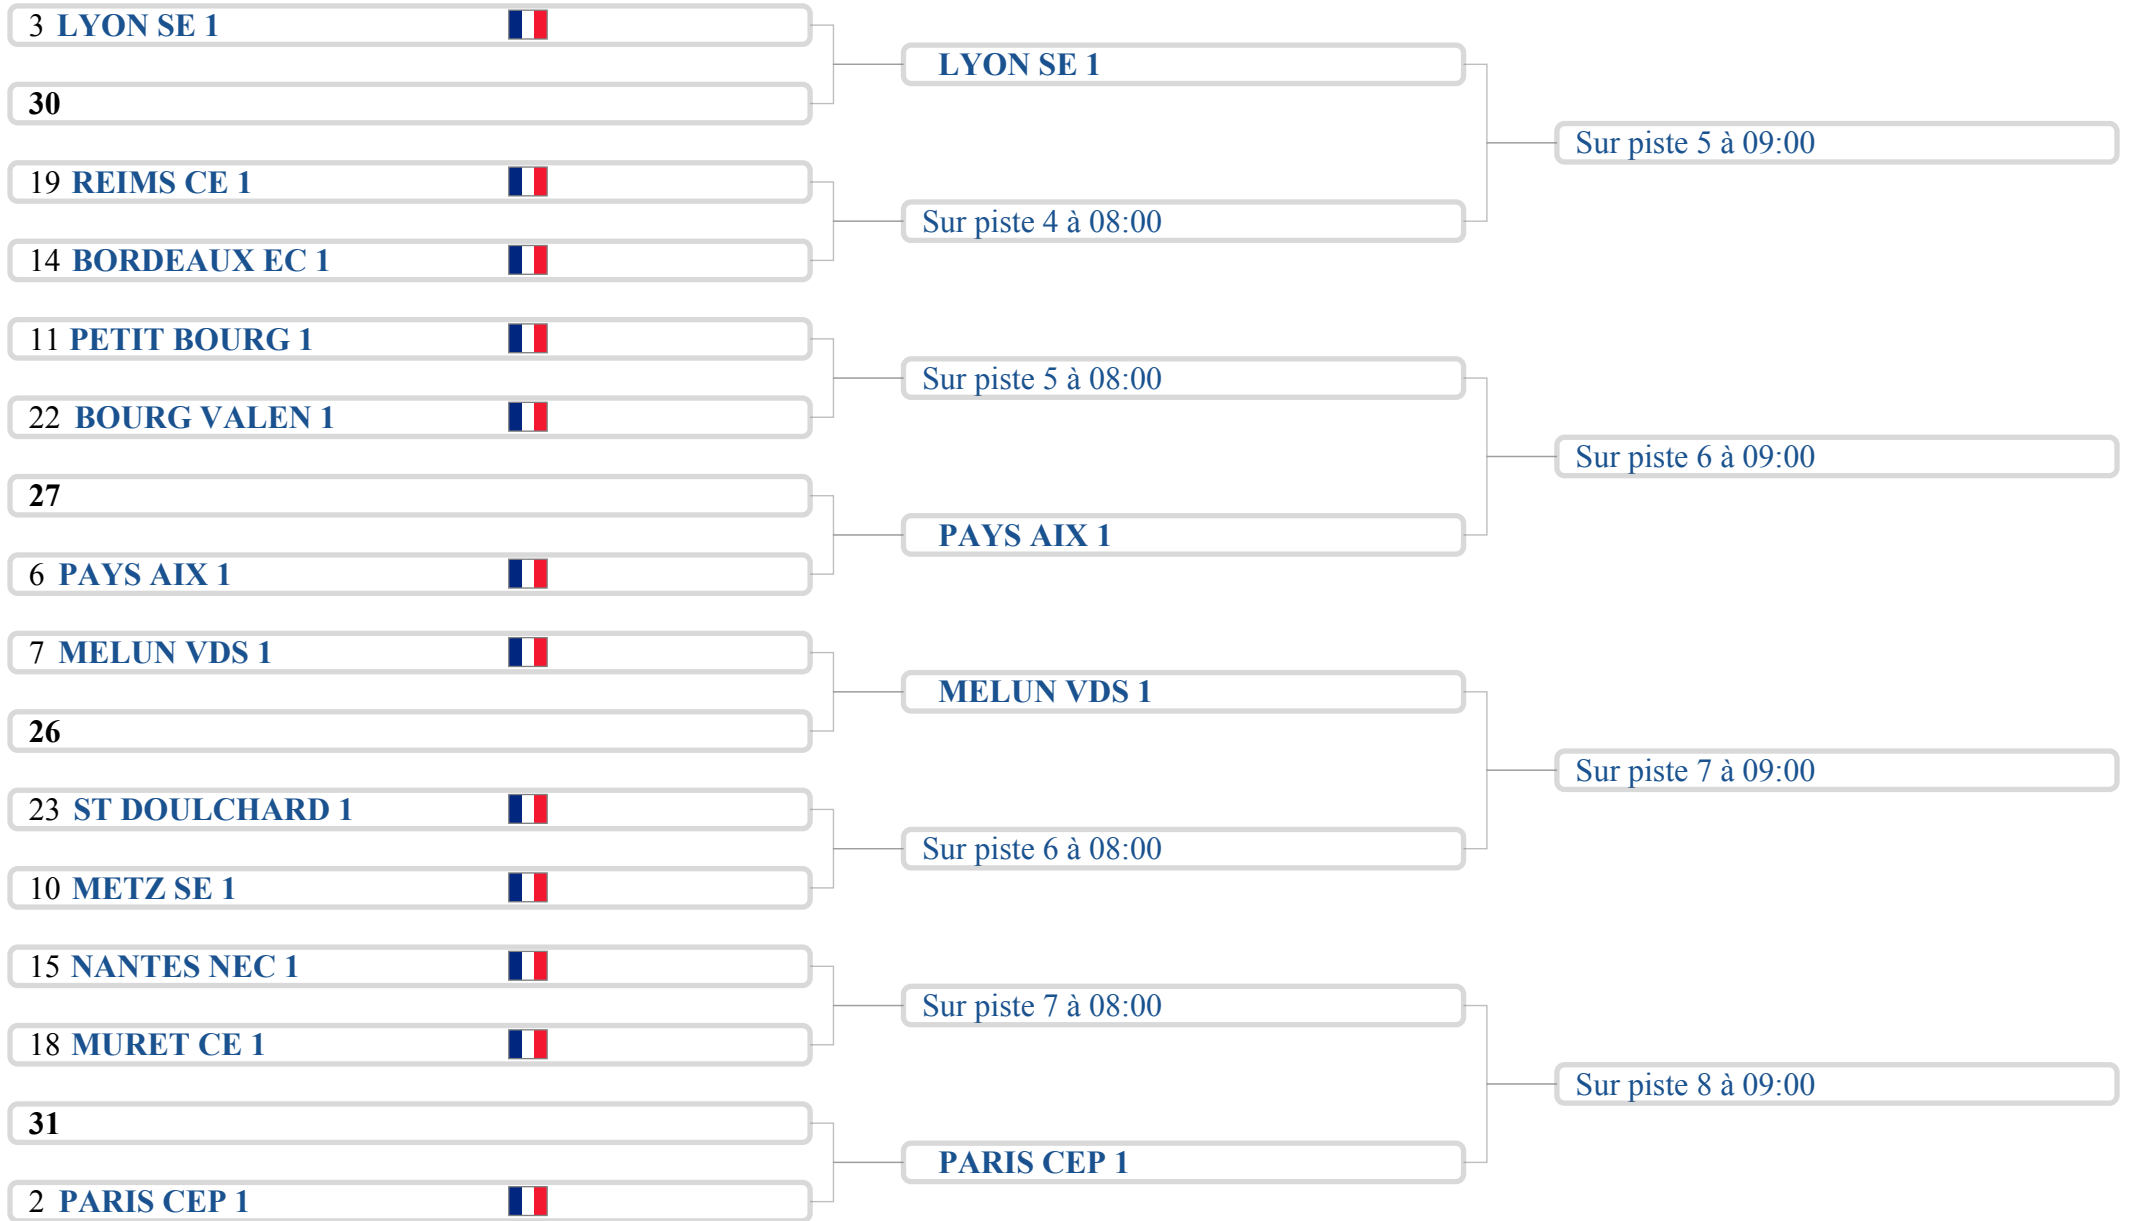 3 LYON SE 1
30
19 REIMS CE 1
14 BORDEAUX EC 1
11 PETIT BOURG 1
22 BOURG VALEN 1
27
6 PAYS AIX 1
7 MELUN VDS 1
26
23 ST DOULCHARD 1
10 METZ SE 1
15 NANTES NEC 1
18 MURET CE 1
31
2 PARIS CEP 1
LYON SE 1
Sur piste 4 à 08:00
Sur piste 5 à 08:00
PAYS AIX 1
MELUN VDS 1
Sur piste 6 à 08:00
Sur piste 7 à 08:00
PARIS CEP 1
Sur piste 5 à 09:00
Sur piste 6 à 09:00
Sur piste 7 à 09:00
Sur piste 8 à 09:00